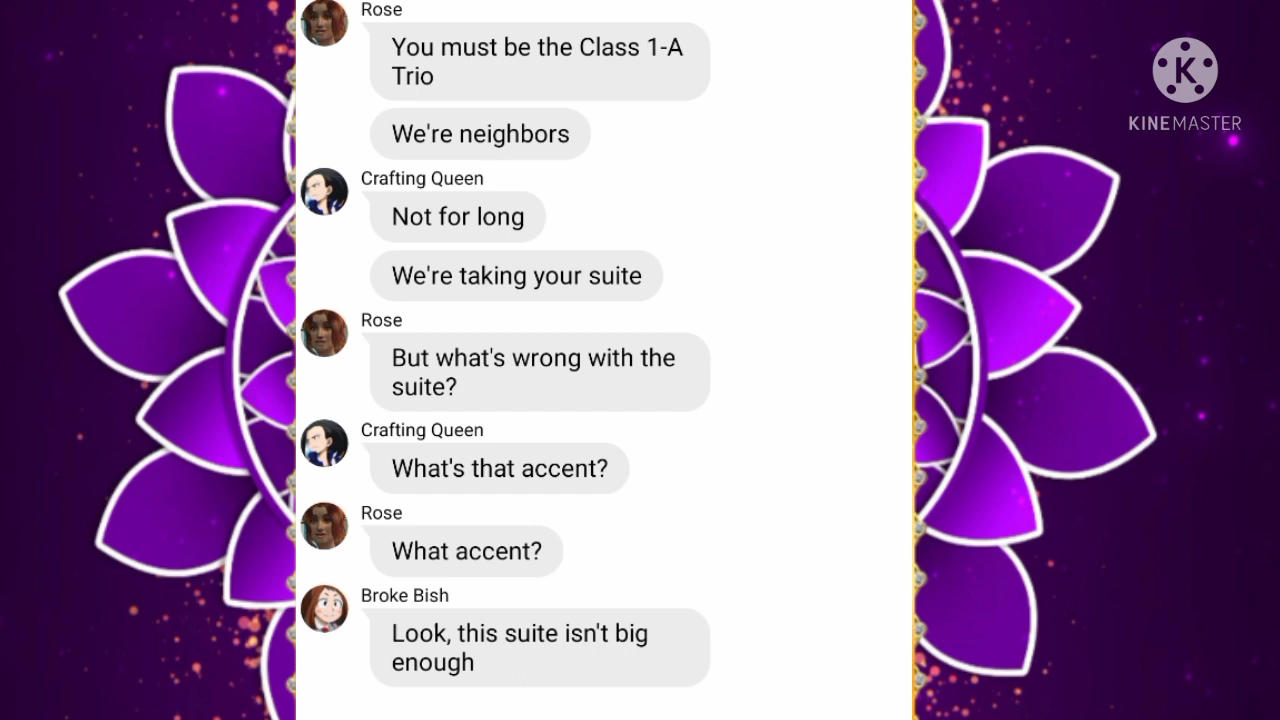 Rose
You must be the Class 1-A
Trio
We're neighbors
Crafting Queen
Not for long
We're taking your suite
Rose
But what's wrong with the
suite?
Crafting Queen
What's that accent?
Rose
What accent?
Broke Bish
Look, this suite isn't big
enough
K
KINEMASTER